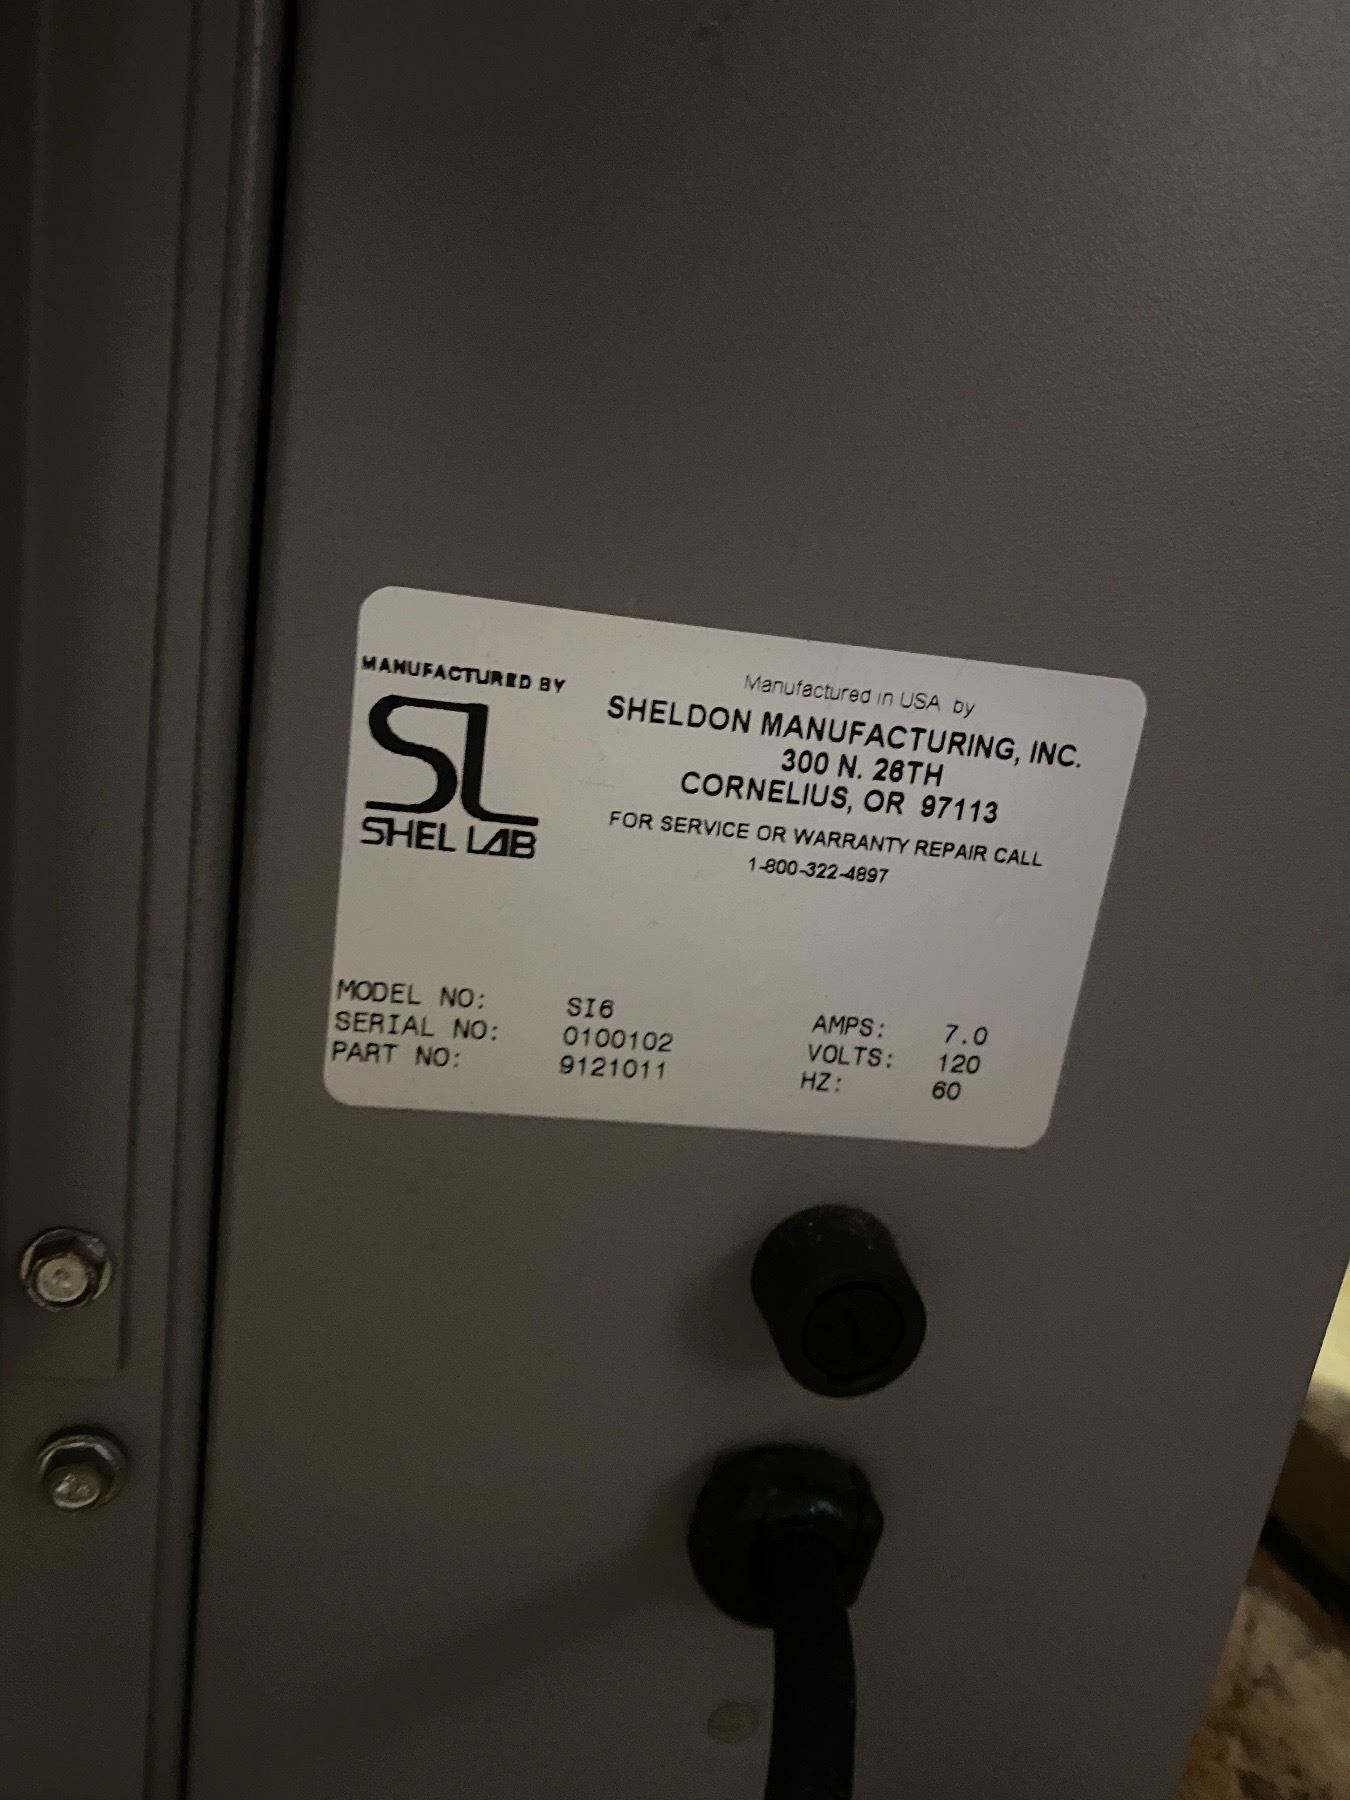 MANUFACTURED BY
SL
SHEL LAB
Manufactured in USA by
SHELDON MANUFACTURING, INC.
300 N. 26TH
CORNELIUS, OR 97113
FOR SERVICE OR WARRANTY REPAIR CALL
1-800-322-4897
MODEL NO: SI6
SERIAL NO: 0100102
PART NO: 9121011
AMPS: 7.0
VOLTS: 120
HZ: 60